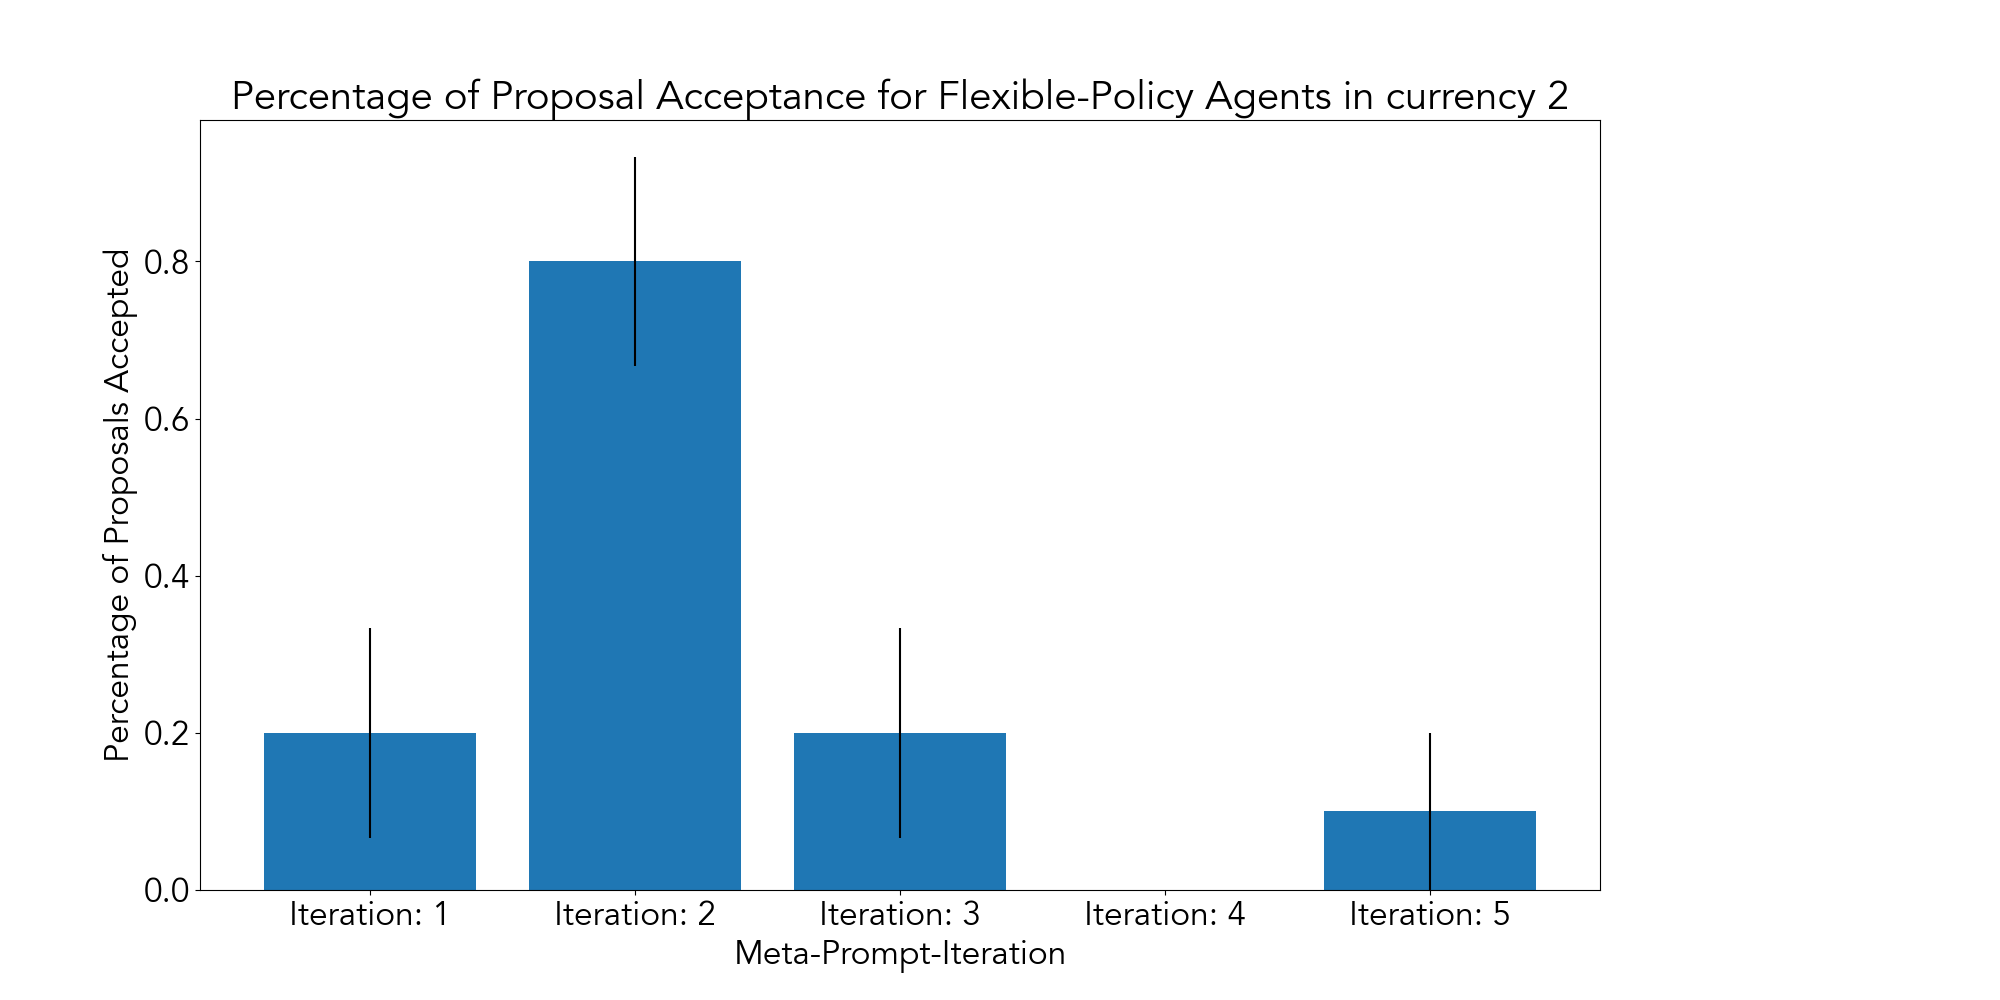 Percentage of Proposal Acceptance for Flexible-Policy Agents in currency 2
Percentage of Proposals Accepted
0.8
0.6
0.4
0.2
0.0
Iteration: 1
Iteration: 2
Iteration: 3
Iteration: 4
Iteration: 5
Meta-Prompt-Iteration